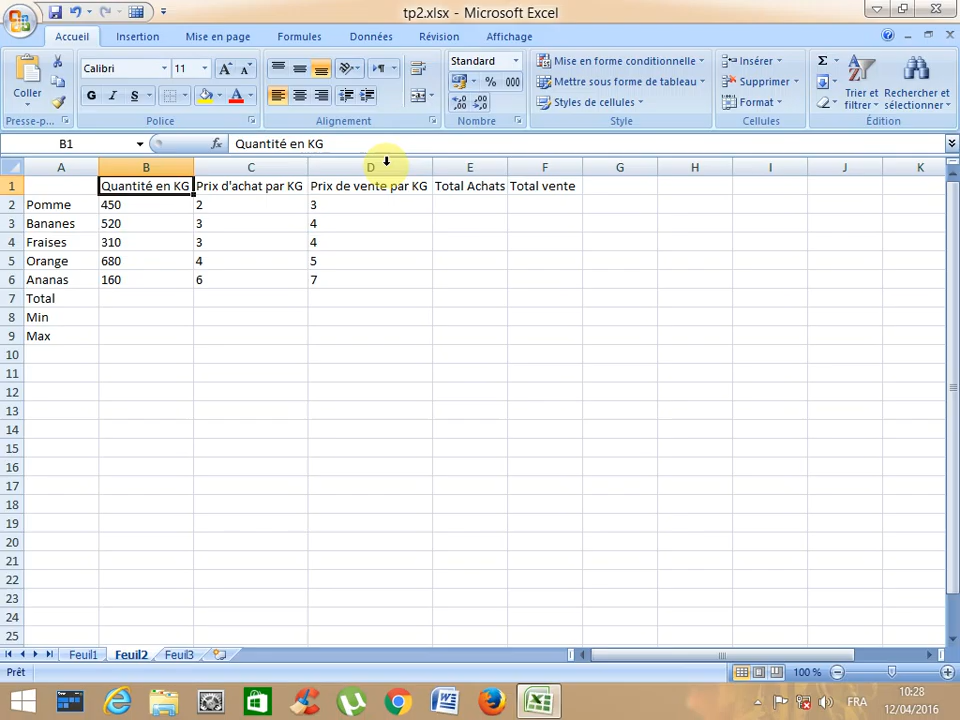 tp2.xlsx - Microsoft Excel
Accueil Insertion Mise en page Formules Données Révision Affichage
Coller
Calibri 11
G I S
Standard
% 000
Mise en forme conditionnelle
Mettre sous forme de tableau
Styles de cellules
Insérer
Supprimer
Format
Σ
Trier et filtrer
Rechercher et sélectionner
Presse-p... Police Alignement Nombre Style Cellules Édition
B1 fx Quantité en KG
A B C D E F G H I J K
1 Quantité en KG Prix d'achat par KG Prix de vente par KG Total Achats Total vente
2 Pomme 450 2 3
3 Bananes 520 3 4
4 Fraises 310 3 4
5 Orange 680 4 5
6 Ananas 160 6 7
7 Total
8 Min
9 Max
10
11
12
13
14
15
16
17
18
19
20
21
22
23
24
25
Feuil1 Feuil2 Feuil3
Prêt 100 %
FRA 10:28
12/04/2016